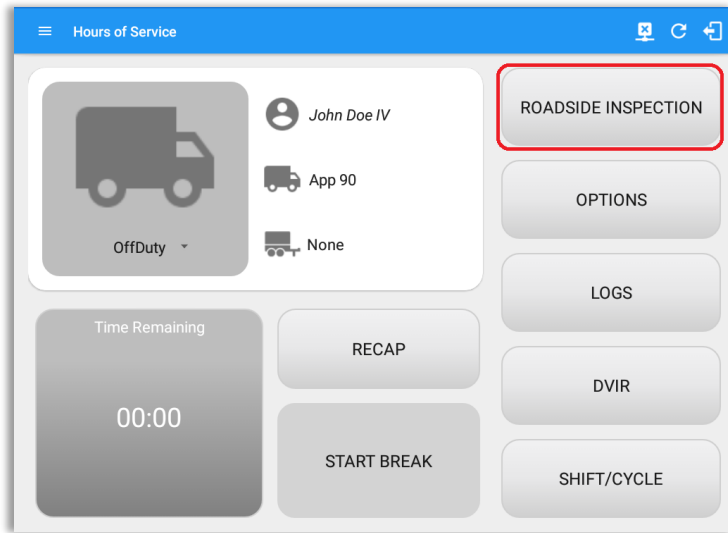 Hours of Service
John Doe IV
App 90
None
OffDuty
Time Remaining
00:00
RECAP
START BREAK
ROADSIDE INSPECTION
OPTIONS
LOGS
DVIR
SHIFT/CYCLE